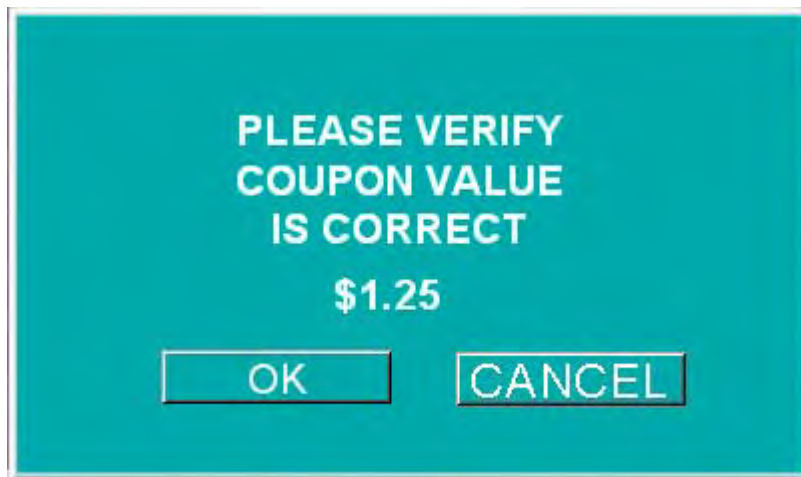 PLEASE VERIFY
COUPON VALUE
IS CORRECT
$1.25
OK CANCEL